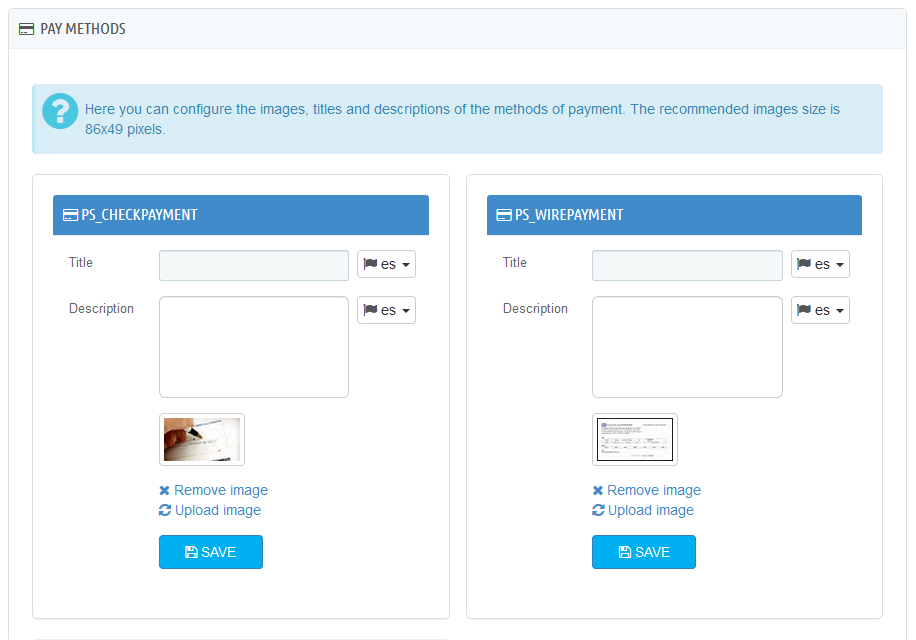 PAY METHODS
Here you can configure the images, titles and descriptions of the methods of payment. The recommended images size is
86x49 pixels.
PS_CHECKPAYMENT
Title
es
Description
es
Remove image
Upload image
SAVE
PS_WIREPAYMENT
Title
es
Description
es
Remove image
Upload image
SAVE